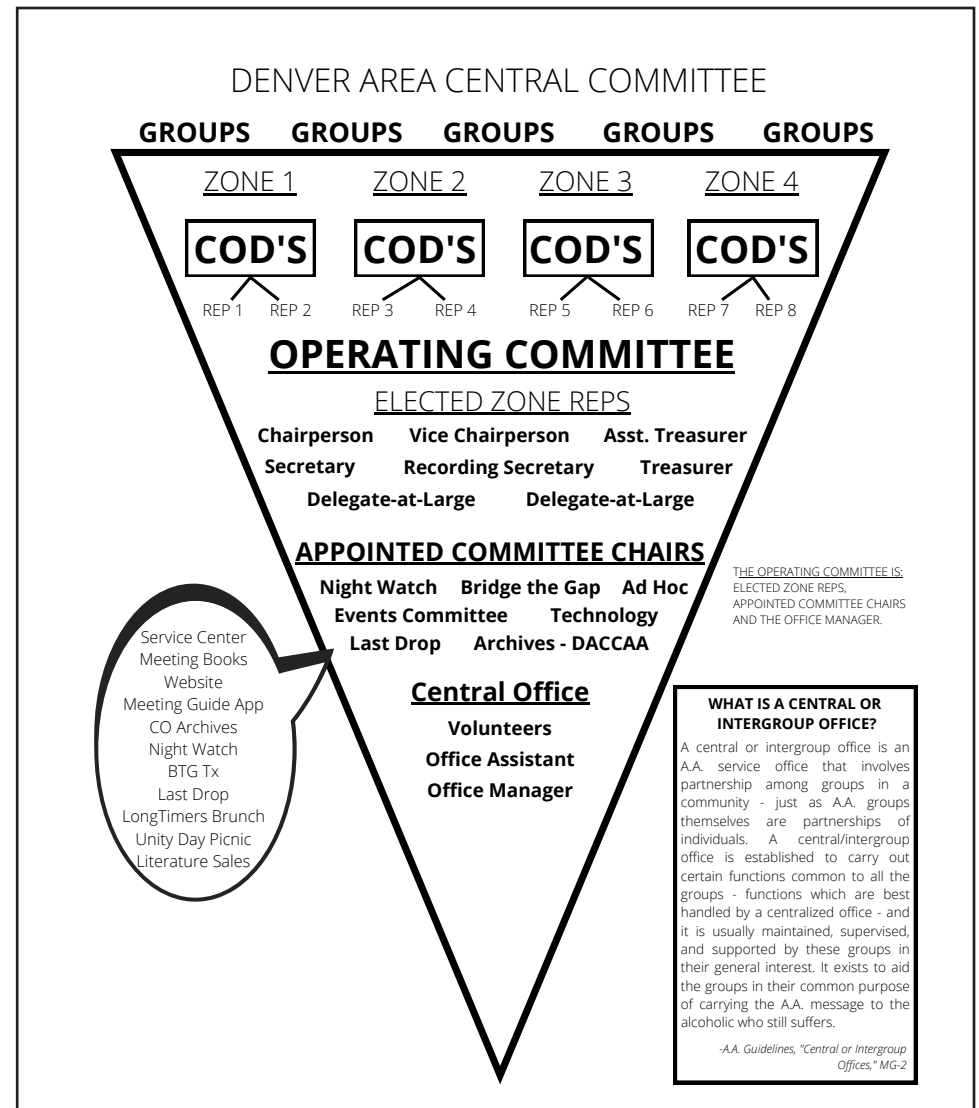 DENVER AREA CENTRAL COMMITTEE
GROUPS GROUPS GROUPS GROUPS GROUPS
ZONE 1 ZONE 2 ZONE 3 ZONE 4
COD'S COD'S COD'S COD'S
REP 1 REP 2 REP 3 REP 4 REP 5 REP 6 REP 7 REP 8
OPERATING COMMITTEE
ELECTED ZONE REPS
Chairperson Vice Chairperson Asst. Treasurer
Secretary Recording Secretary Treasurer
Delegate-at-Large Delegate-at-Large
APPOINTED COMMITTEE CHAIRS
Night Watch Bridge the Gap Ad Hoc
Events Committee Technology
Last Drop Archives - DACCAA
Central Office
Volunteers
Office Assistant
Office Manager
Service Center
Meeting Books
Website
Meeting Guide App
CO Archives
Night Watch
BTG Tx
Last Drop
LongTimers Brunch
Unity Day Picnic
Literature Sales
THE OPERATING COMMITTEE IS:
ELECTED ZONE REPS,
APPOINTED COMMITTEE CHAIRS
AND THE OFFICE MANAGER.
WHAT IS A CENTRAL OR
INTERGROUP OFFICE?
A central or intergroup office is an
A.A. service office that involves
partnership among groups in a
community - just as A.A. groups
themselves are partnerships of
individuals. A central/intergroup
office is established to carry out
certain functions common to all the
groups - functions which are best
handled by a centralized office - and
it is usually maintained, supervised,
and supported by these groups in
their general interest. It exists to aid
the groups in their common purpose
of carrying the A.A. message to the
alcoholic who still suffers.
-A.A. Guidelines, "Central or Intergroup
Offices," MG-2